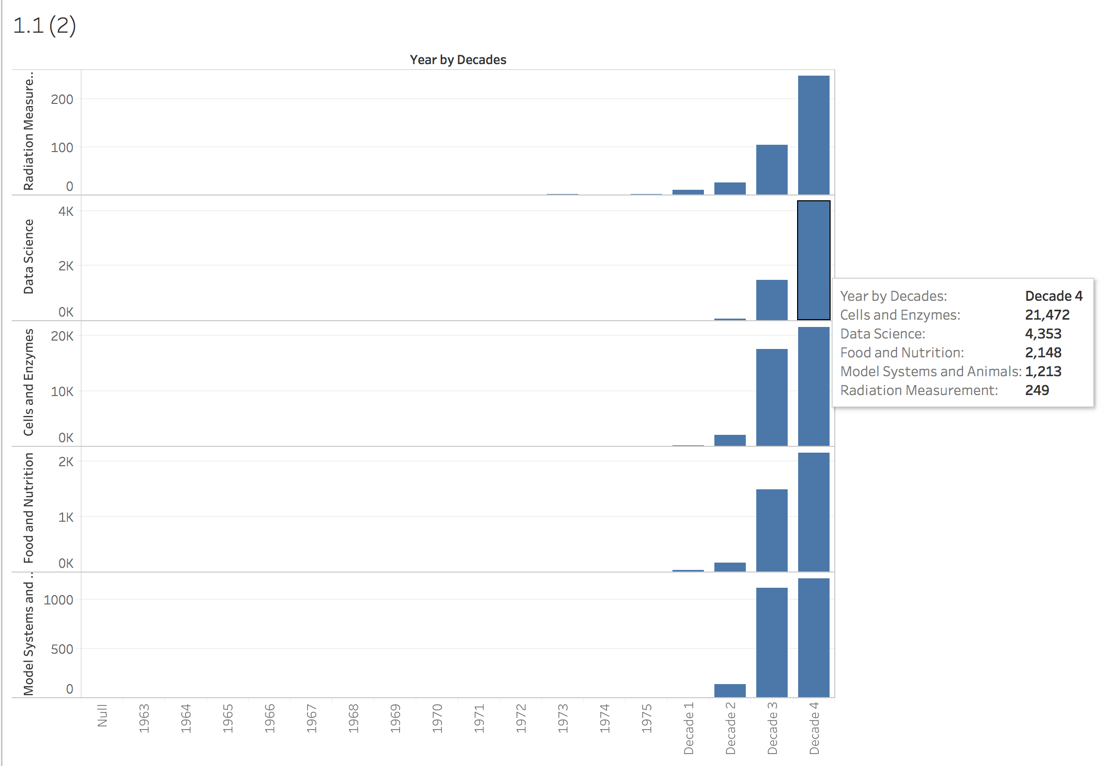 1.1 (2)
Year by Decades
Radiation Measure..
200
100
0
Data Science
4K
2K
0K
Cells and Enzymes
20K
10K
0K
Food and Nutrition
2K
1K
0K
Model Systems and ..
1000
500
0
Year by Decades: Decade 4
Cells and Enzymes: 21,472
Data Science: 4,353
Food and Nutrition: 2,148
Model Systems and Animals: 1,213
Radiation Measurement: 249
Null
1963
1964
1965
1966
1967
1968
1969
1970
1971
1972
1973
1974
1975
Decade 1
Decade 2
Decade 3
Decade 4